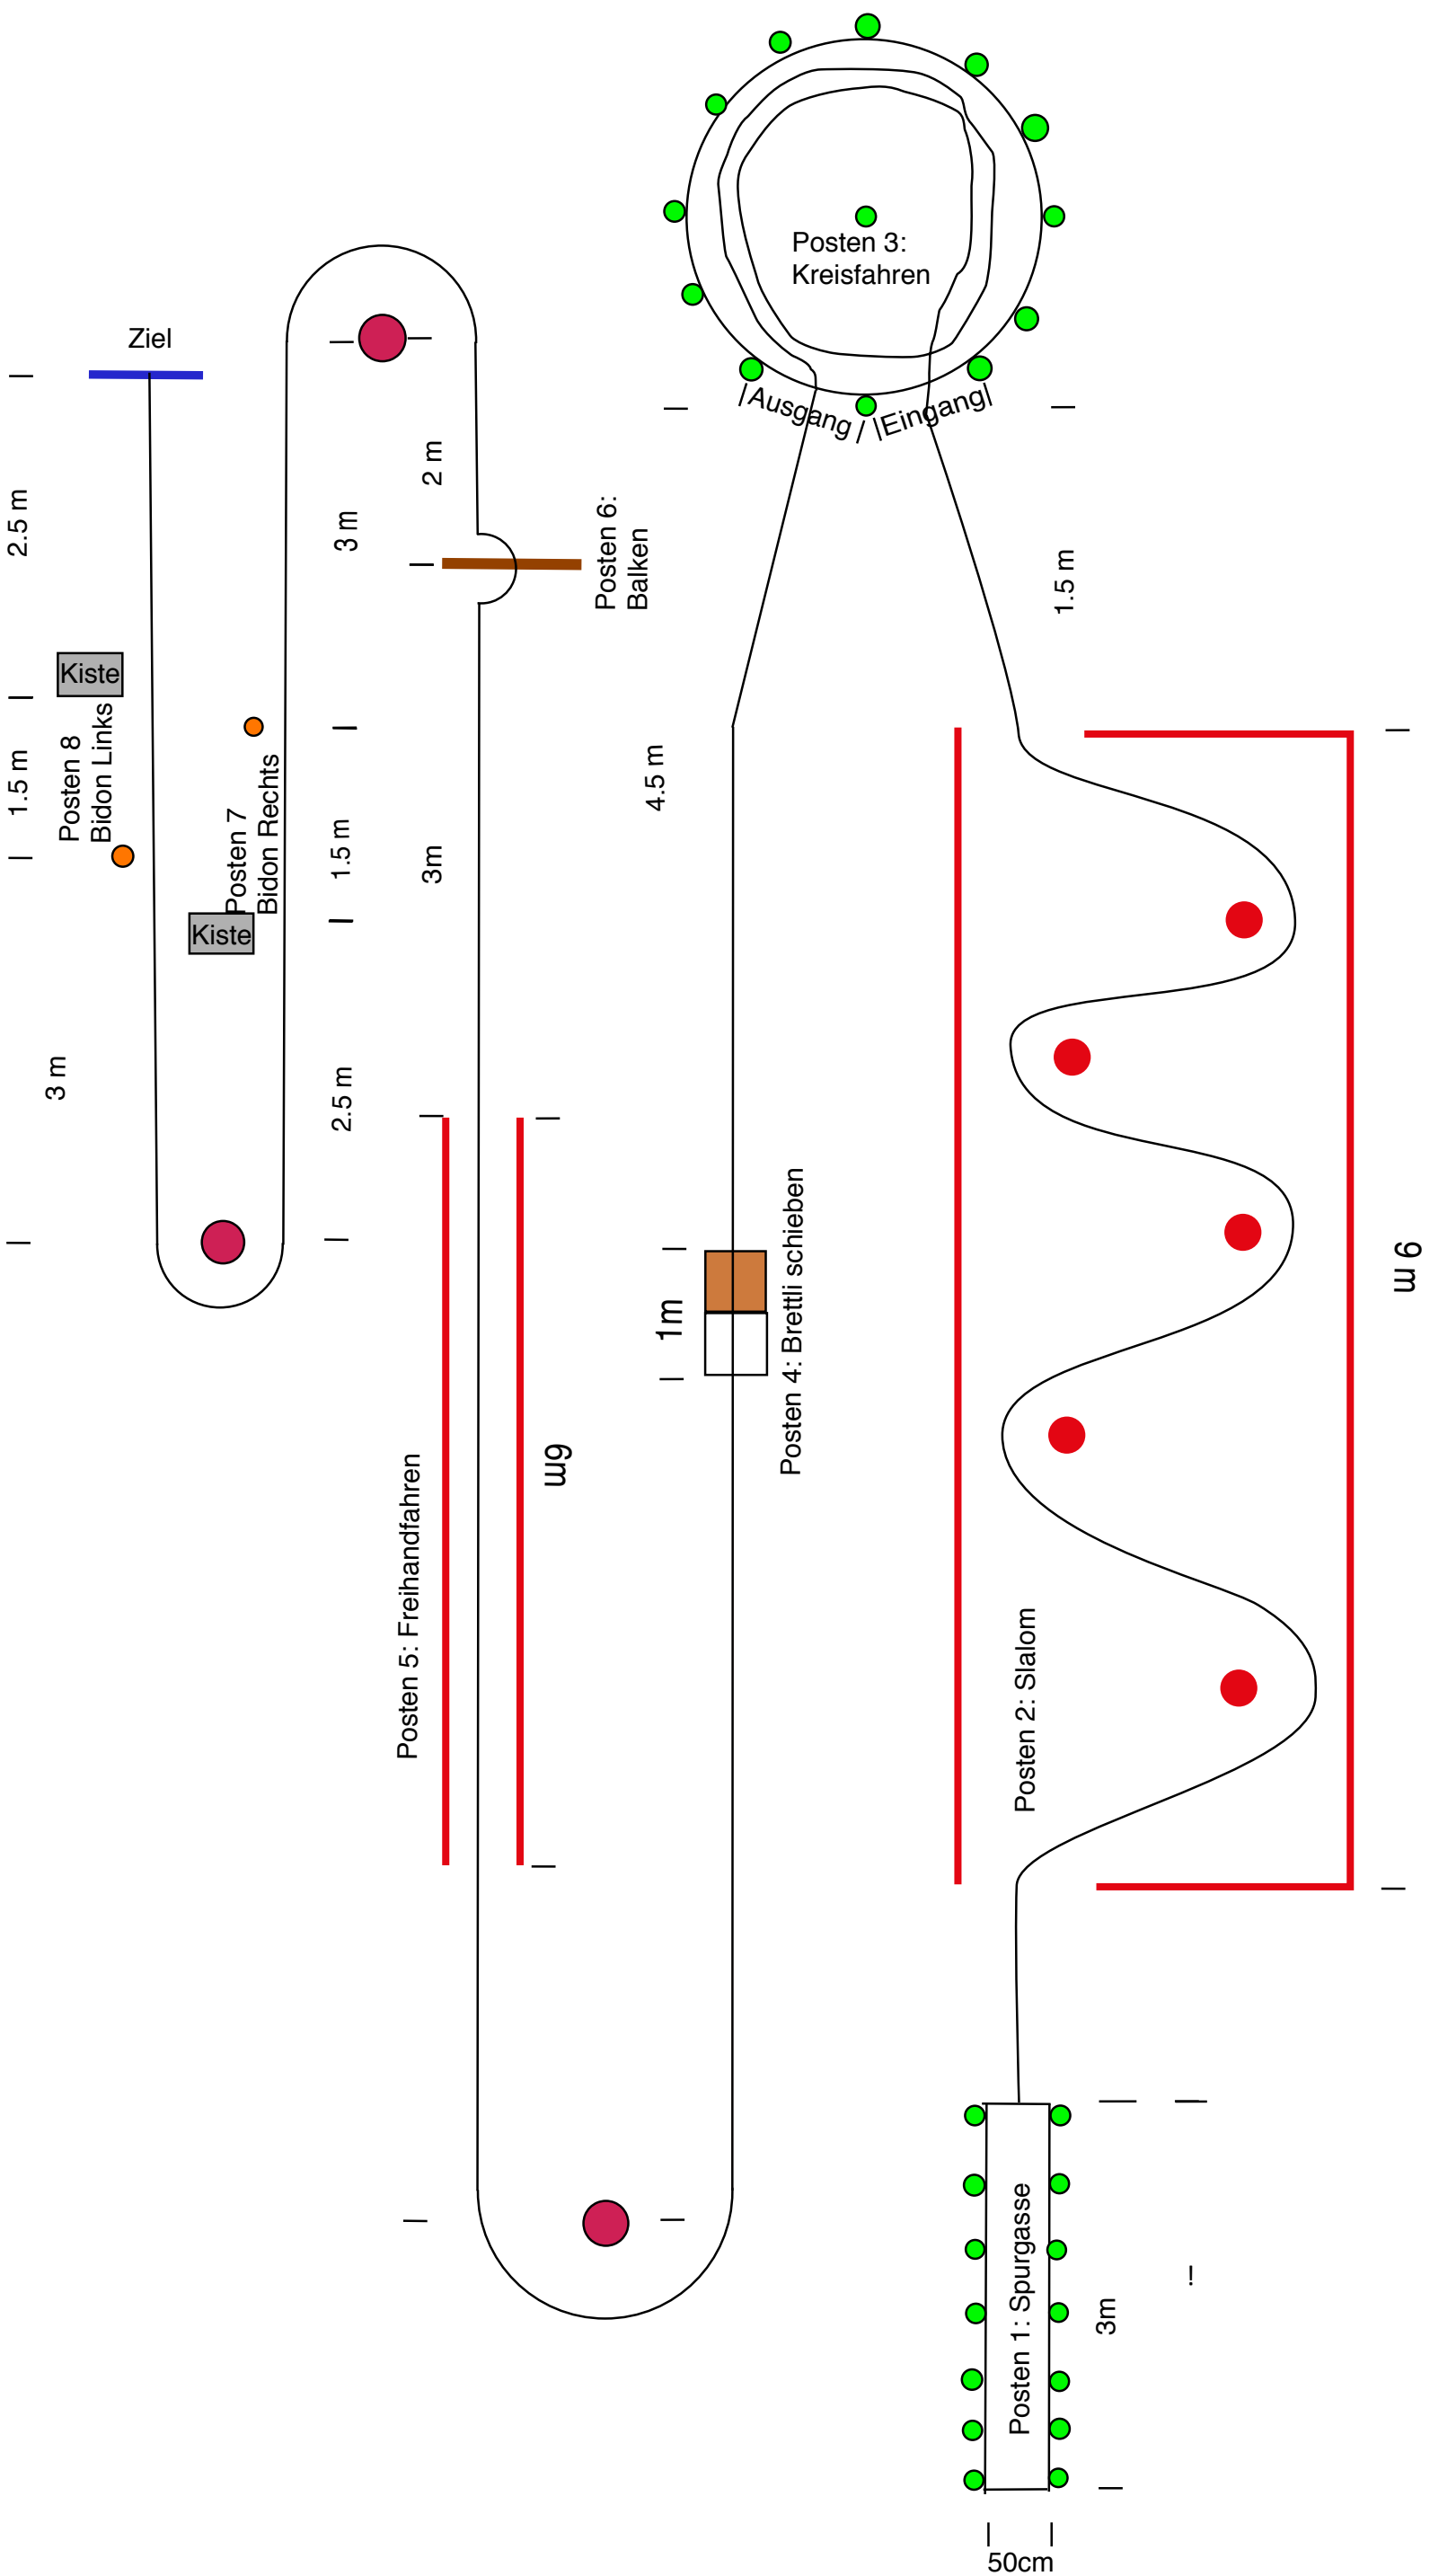 Posten 3:
Kreisfahren
|Ausgang /
|Eingang|
Ziel
2.5 m
1.5 m
3 m
Kiste
Posten 8
Bidon Links
Posten 7
Bidon Rechts
Kiste
3 m
1.5 m
2.5 m
2 m
3m
Posten 6:
Balken
Posten 5: Freihandfahren
6m
4.5 m
1m
Posten 4: Brettli schieben
1.5 m
9 m
Posten 2: Slalom
Posten 1: Spurgasse
3m
!
50cm